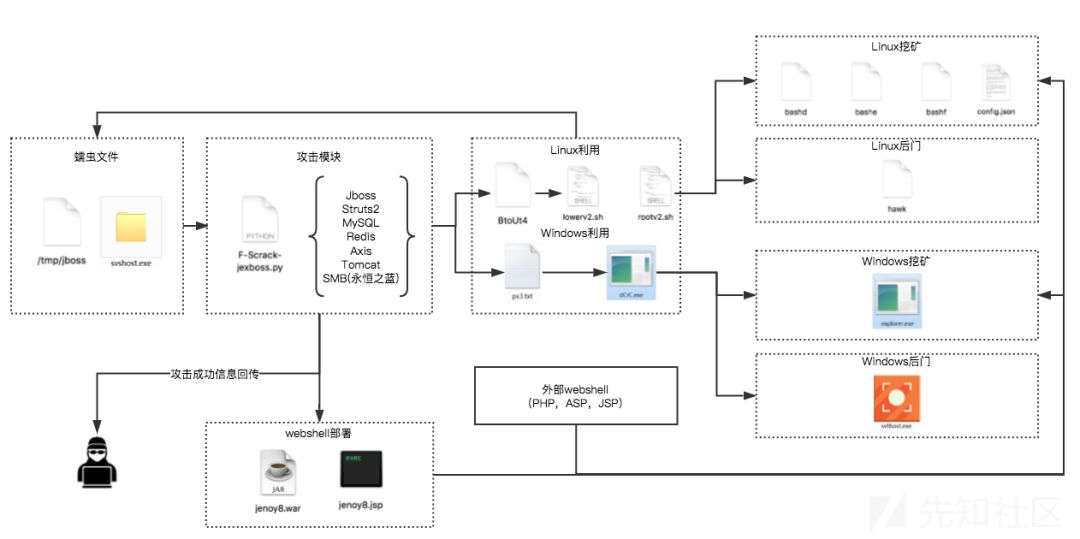 Linux挖矿
bashd
bashe
bashf
config.json
蠕虫文件
/tmp/jboss
svshost.exe
攻击模块
PYTHON
F-Scrack-
jexboss.py
Jboss
Struts2
MySQL
Redis
Axis
Tomcat
SMB(永恒之蓝)
Linux利用
BtoUt4
SHELL
lowerv2.sh
SHELL
rootv2.sh
Windows利用
ps3.txt
dCrC.exe
Linux后门
hawk
Windows挖矿
explorer.exe
Windows后门
svthost.exe
攻击成功信息回传
外部webshell
(PHP，ASP，JSP)
webshell部署
JAR
jenoy8.war
exec
jenoy8.jsp
先知社区